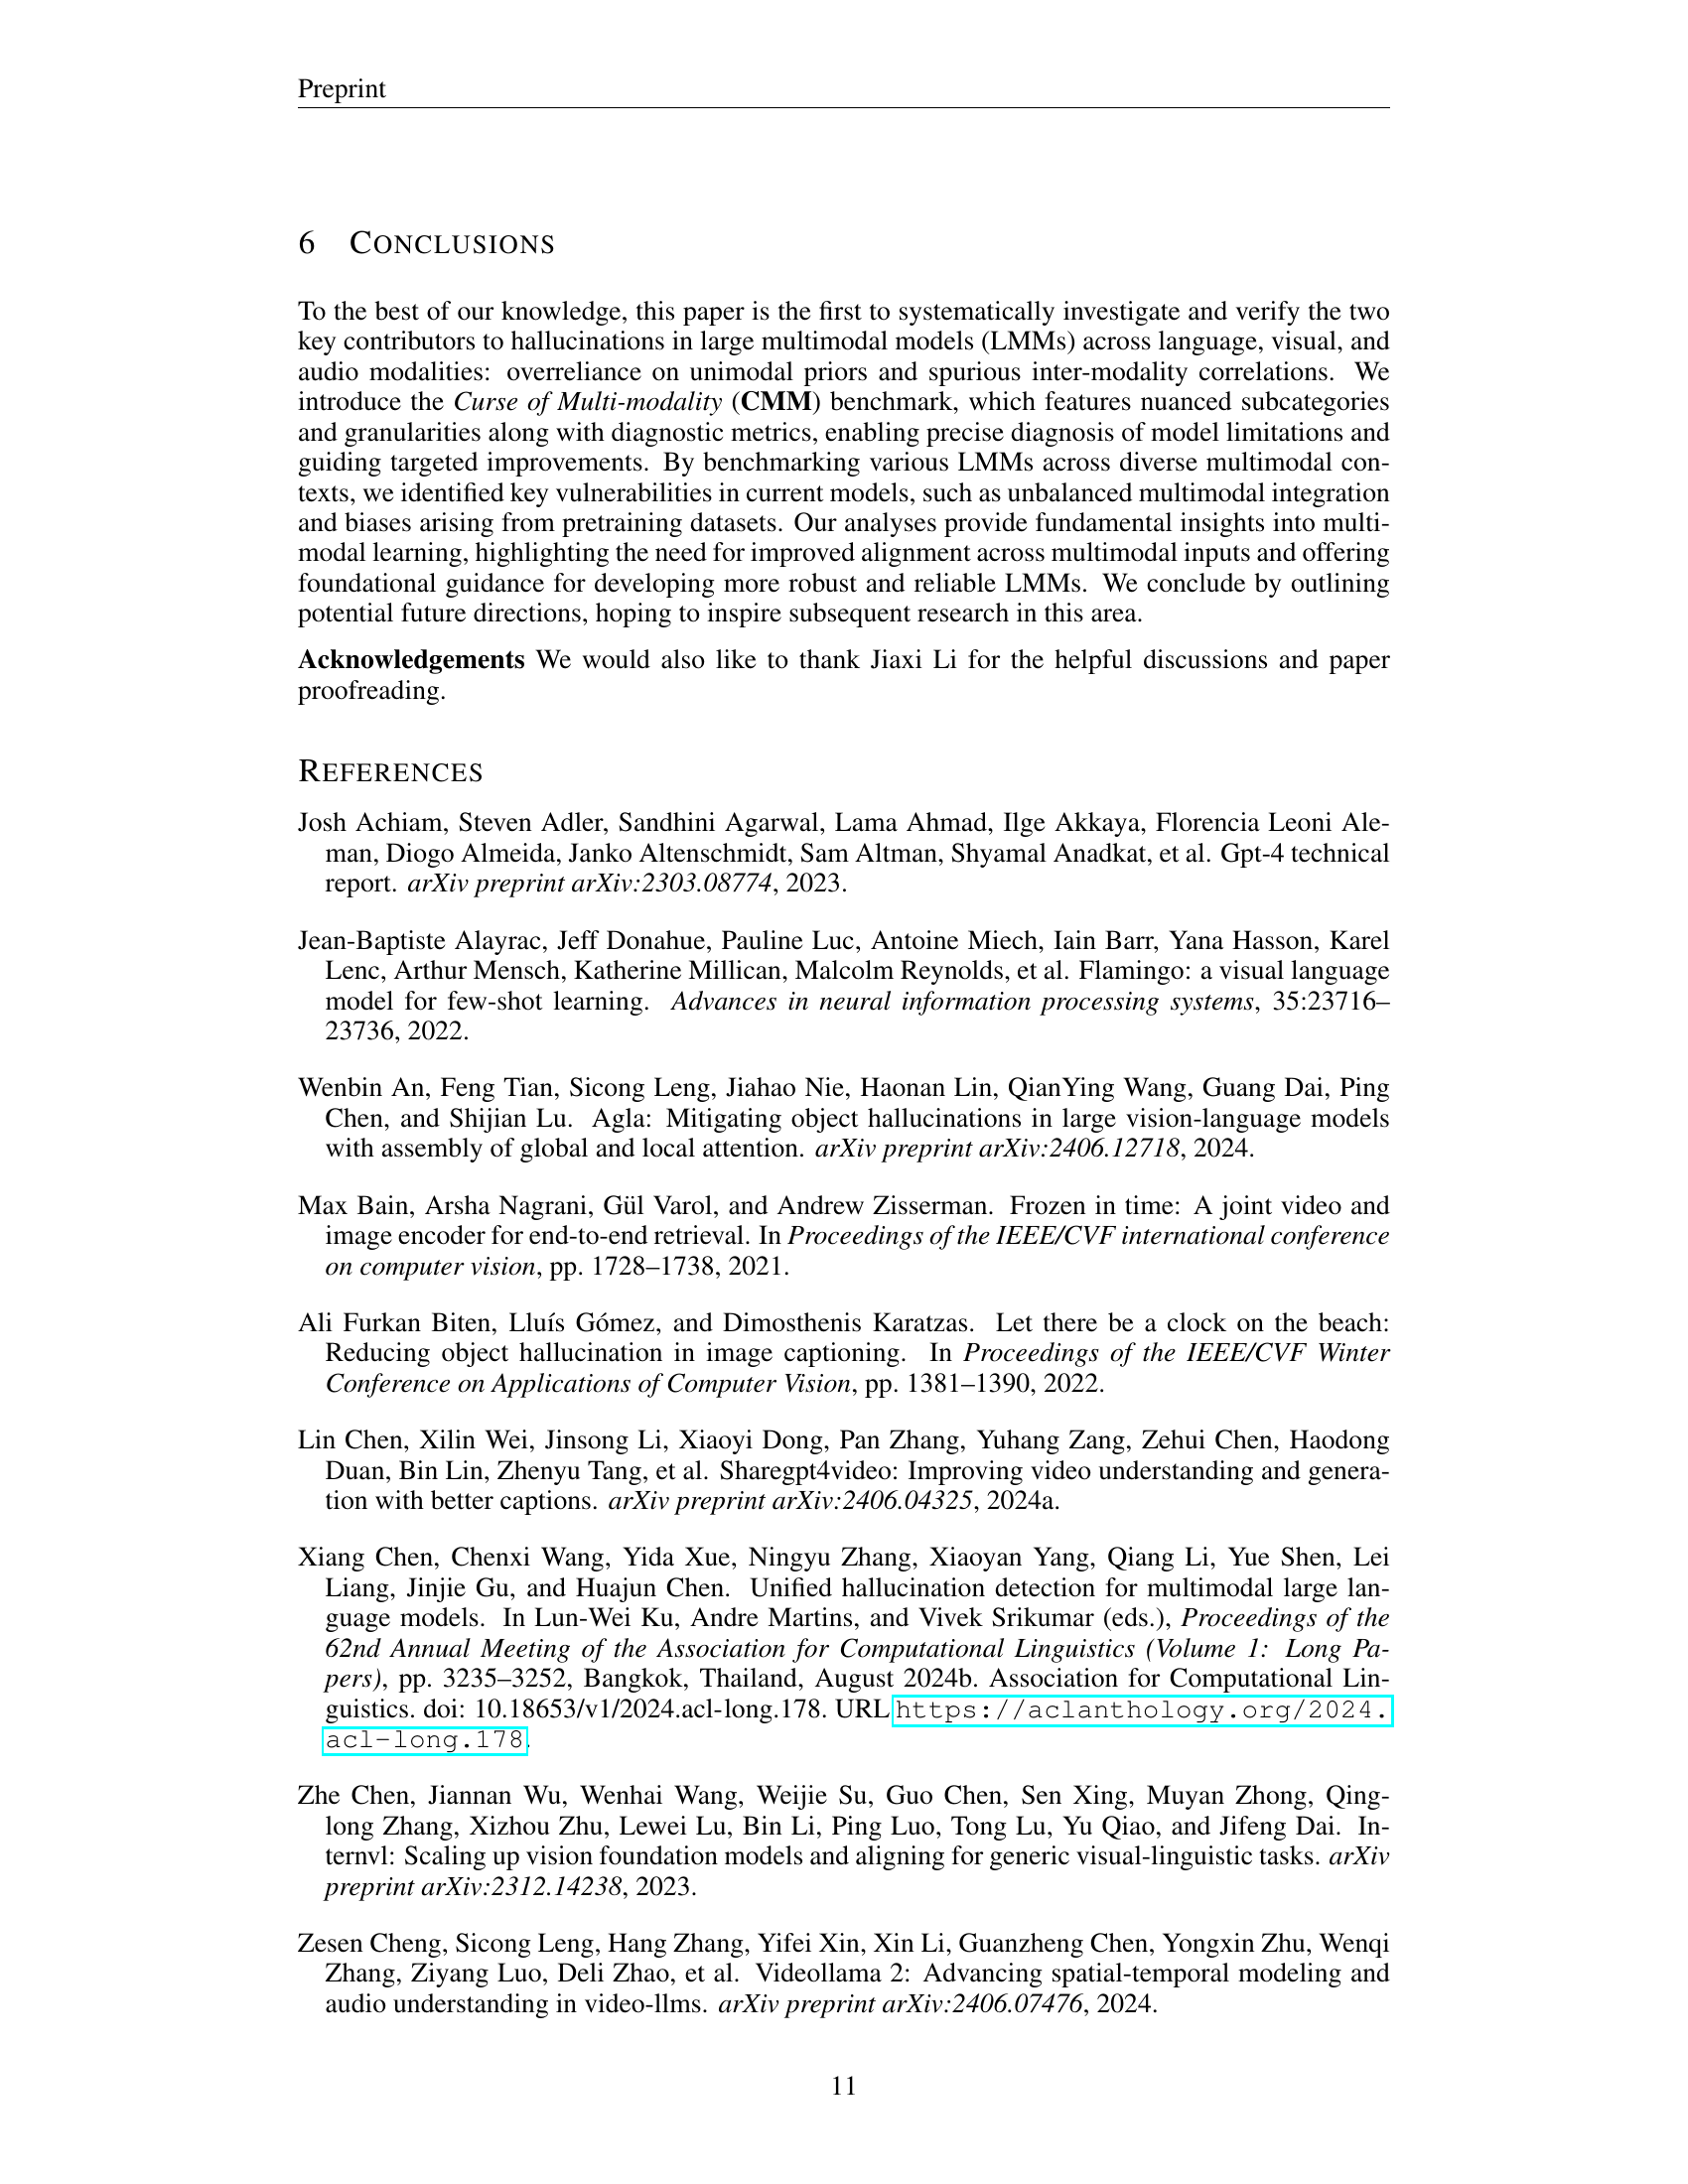 Preprint
6 CONCLUSIONS
To the best of our knowledge, this paper is the first to systematically investigate and verify the two
key contributors to hallucinations in large multimodal models (LMMs) across language, visual, and
audio modalities: overreliance on unimodal priors and spurious inter-modality correlations. We
introduce the Curse of Multi-modality (CMM) benchmark, which features nuanced subcategories
and granularities along with diagnostic metrics, enabling precise diagnosis of model limitations and
guiding targeted improvements. By benchmarking various LMMs across diverse multimodal con-
texts, we identified key vulnerabilities in current models, such as unbalanced multimodal integration
and biases arising from pretraining datasets. Our analyses provide fundamental insights into multi-
modal learning, highlighting the need for improved alignment across multimodal inputs and offering
foundational guidance for developing more robust and reliable LMMs. We conclude by outlining
potential future directions, hoping to inspire subsequent research in this area.
Acknowledgements We would also like to thank Jiaxi Li for the helpful discussions and paper
proofreading.
REFERENCES
Josh Achiam, Steven Adler, Sandhini Agarwal, Lama Ahmad, Ilge Akkaya, Florencia Leoni Ale-
man, Diogo Almeida, Janko Altenschmidt, Sam Altman, Shyamal Anadkat, et al. Gpt-4 technical
report. arXiv preprint arXiv:2303.08774, 2023.
Jean-Baptiste Alayrac, Jeff Donahue, Pauline Luc, Antoine Miech, Iain Barr, Yana Hasson, Karel
Lenc, Arthur Mensch, Katherine Millican, Malcolm Reynolds, et al. Flamingo: a visual language
model for few-shot learning. Advances in neural information processing systems, 35:23716–
23736, 2022.
Wenbin An, Feng Tian, Sicong Leng, Jiahao Nie, Haonan Lin, QianYing Wang, Guang Dai, Ping
Chen, and Shijian Lu. Agla: Mitigating object hallucinations in large vision-language models
with assembly of global and local attention. arXiv preprint arXiv:2406.12718, 2024.
Max Bain, Arsha Nagrani, Gül Varol, and Andrew Zisserman. Frozen in time: A joint video and
image encoder for end-to-end retrieval. In Proceedings of the IEEE/CVF international conference
on computer vision, pp. 1728–1738, 2021.
Ali Furkan Biten, Lluís Gómez, and Dimosthenis Karatzas. Let there be a clock on the beach:
Reducing object hallucination in image captioning. In Proceedings of the IEEE/CVF Winter
Conference on Applications of Computer Vision, pp. 1381–1390, 2022.
Lin Chen, Xilin Wei, Jinsong Li, Xiaoyi Dong, Pan Zhang, Yuhang Zang, Zehui Chen, Haodong
Duan, Bin Lin, Zhenyu Tang, et al. Sharegpt4video: Improving video understanding and genera-
tion with better captions. arXiv preprint arXiv:2406.04325, 2024a.
Xiang Chen, Chenxi Wang, Yida Xue, Ningyu Zhang, Xiaoyan Yang, Qiang Li, Yue Shen, Lei
Liang, Jinjie Gu, and Huajun Chen. Unified hallucination detection for multimodal large lan-
guage models. In Lun-Wei Ku, Andre Martins, and Vivek Srikumar (eds.), Proceedings of the
62nd Annual Meeting of the Association for Computational Linguistics (Volume 1: Long Pa-
pers), pp. 3235–3252, Bangkok, Thailand, August 2024b. Association for Computational Lin-
guistics. doi: 10.18653/v1/2024.acl-long.178. URL https://aclanthology.org/2024.
acl-long.178.
Zhe Chen, Jiannan Wu, Wenhai Wang, Weijie Su, Guo Chen, Sen Xing, Muyan Zhong, Qing-
long Zhang, Xizhou Zhu, Lewei Lu, Bin Li, Ping Luo, Tong Lu, Yu Qiao, and Jifeng Dai. In-
ternvl: Scaling up vision foundation models and aligning for generic visual-linguistic tasks. arXiv
preprint arXiv:2312.14238, 2023.
Zesen Cheng, Sicong Leng, Hang Zhang, Yifei Xin, Xin Li, Guanzheng Chen, Yongxin Zhu, Wenqi
Zhang, Ziyang Luo, Deli Zhao, et al. Videollama 2: Advancing spatial-temporal modeling and
audio understanding in video-llms. arXiv preprint arXiv:2406.07476, 2024.
11